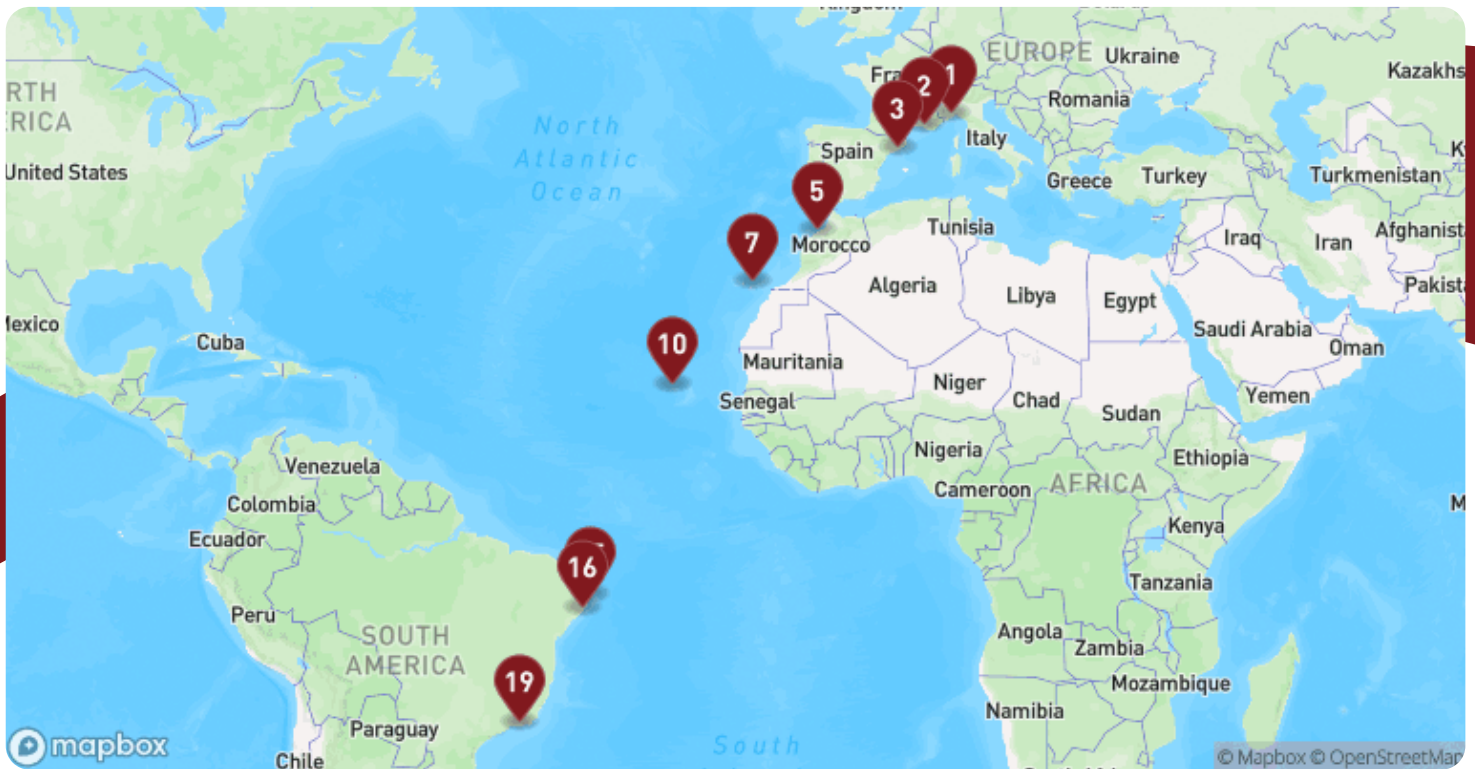 Kingdom
Belarus
EUROPE
Ukraine
Kazakhs
RTH
ERICA
Fra
1
2
3
Romania
North
Atlantic
Ocean
United States
Spain
Italy
Greece
Turkey
Turkmenistan
5
7
Morocco
Tunisia
Iraq
Iran
Afghanist
Algeria
Libya
Egypt
Pakista
Mexico
Cuba
10
Mauritania
Saudi Arabia
Oman
Niger
Chad
Sudan
Yemen
Senegal
Nigeria
Ethiopia
Venezuela
Colombia
Cameroon
AFRICA
Ecuador
Kenya
16
Tanzania
Peru
SOUTH
AMERICA
Angola
Zambia
19
Mozambique
Namibia
Paraguay
mapbox
South
Chile
© Mapbox © OpenStreetMap